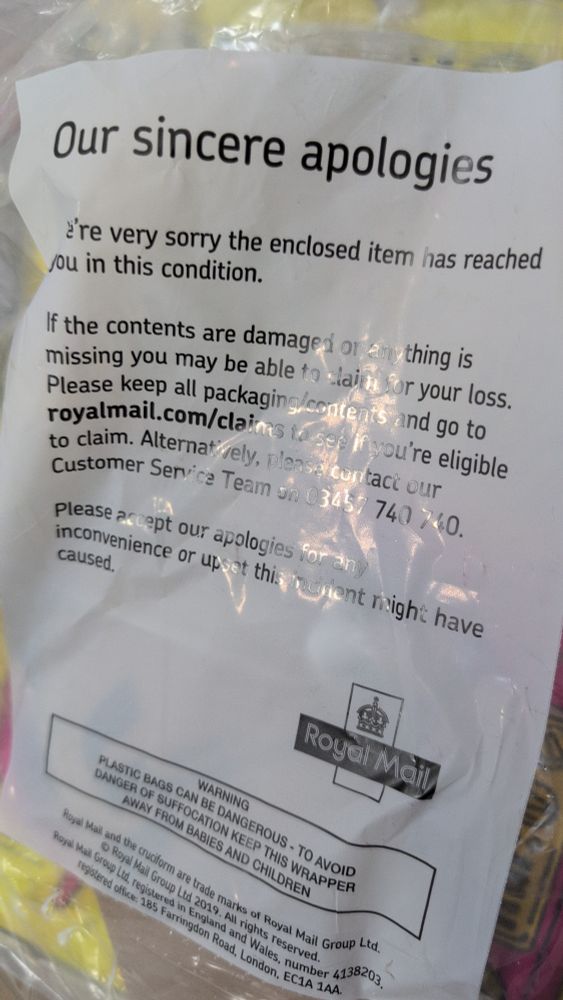 Our sincere apologies
e're very sorry the enclosed item has reached
you in this condition.
If the contents are damaged or anything is
missing you may be able to claim for your loss.
Please keep all packaging/contents and go to
royalmail.com/claims to see if you're eligible
to claim. Alternatively, please contact our
Customer Service Team on 03457 740 740.
Please accept our apologies for any
inconvenience or upset this incident might have
caused.
Royal Mail
WARNING
PLASTIC BAGS CAN BE DANGEROUS - TO AVOID
DANGER OF SUFFOCATION KEEP THIS WRAPPER
AWAY FROM BABIES AND CHILDREN
Royal Mail and the cruciform are trade marks of Royal Mail Group Ltd.
© Royal Mail Group Ltd 2019. All rights reserved.
Royal Mail Group Ltd, registered in England and Wales, number 4138203,
registered office: 185 Farringdon Road, London, EC1A 1AA.